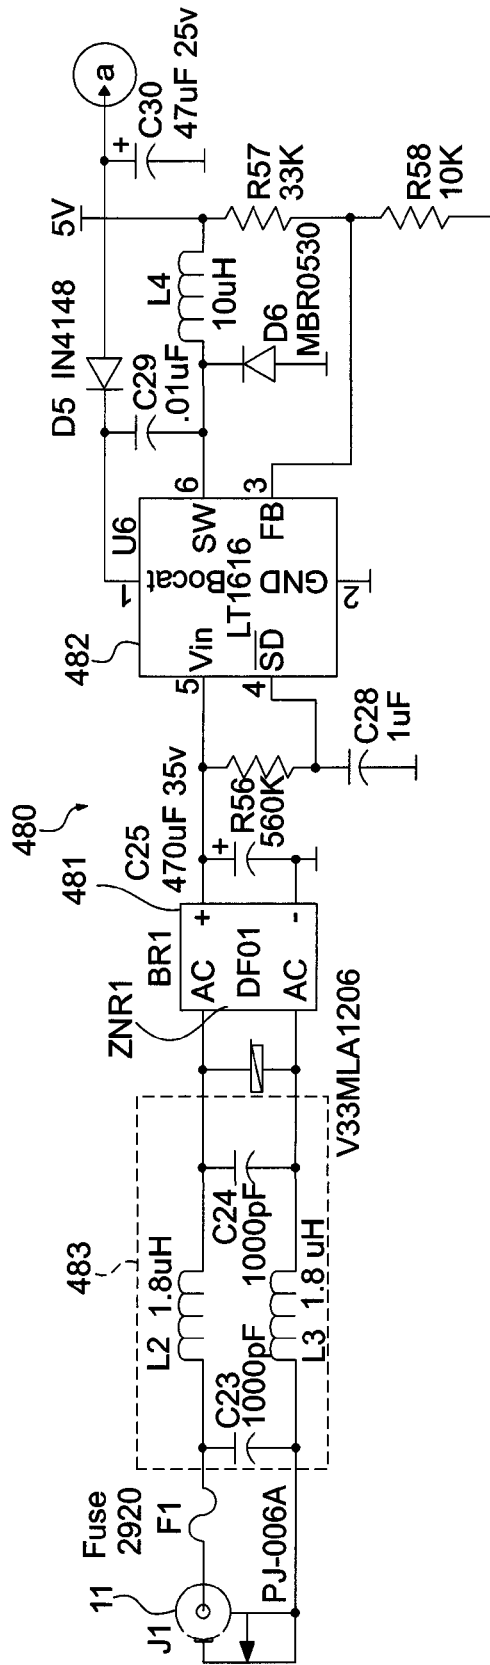 480
11
J1
Fuse
2920
F1
PJ-006A
483
L2 1.8uH
C23
1000pF
C24
1000pF
L3 1.8 uH
V33MLA1206
ZNR1
BR1
481
AC
+
DF01
AC
-
C25
470uF 35v
+
R56
560K
C28
1uF
482
U6
5
Vin
4
SD
LT1616
1
Bocat
GND
2
SW
6
FB
3
D5 IN4148
C29
.01uF
L4
10uH
D6
MBR0530
5V
R57
33K
R58
10K
a
+
C30
47uF 25v